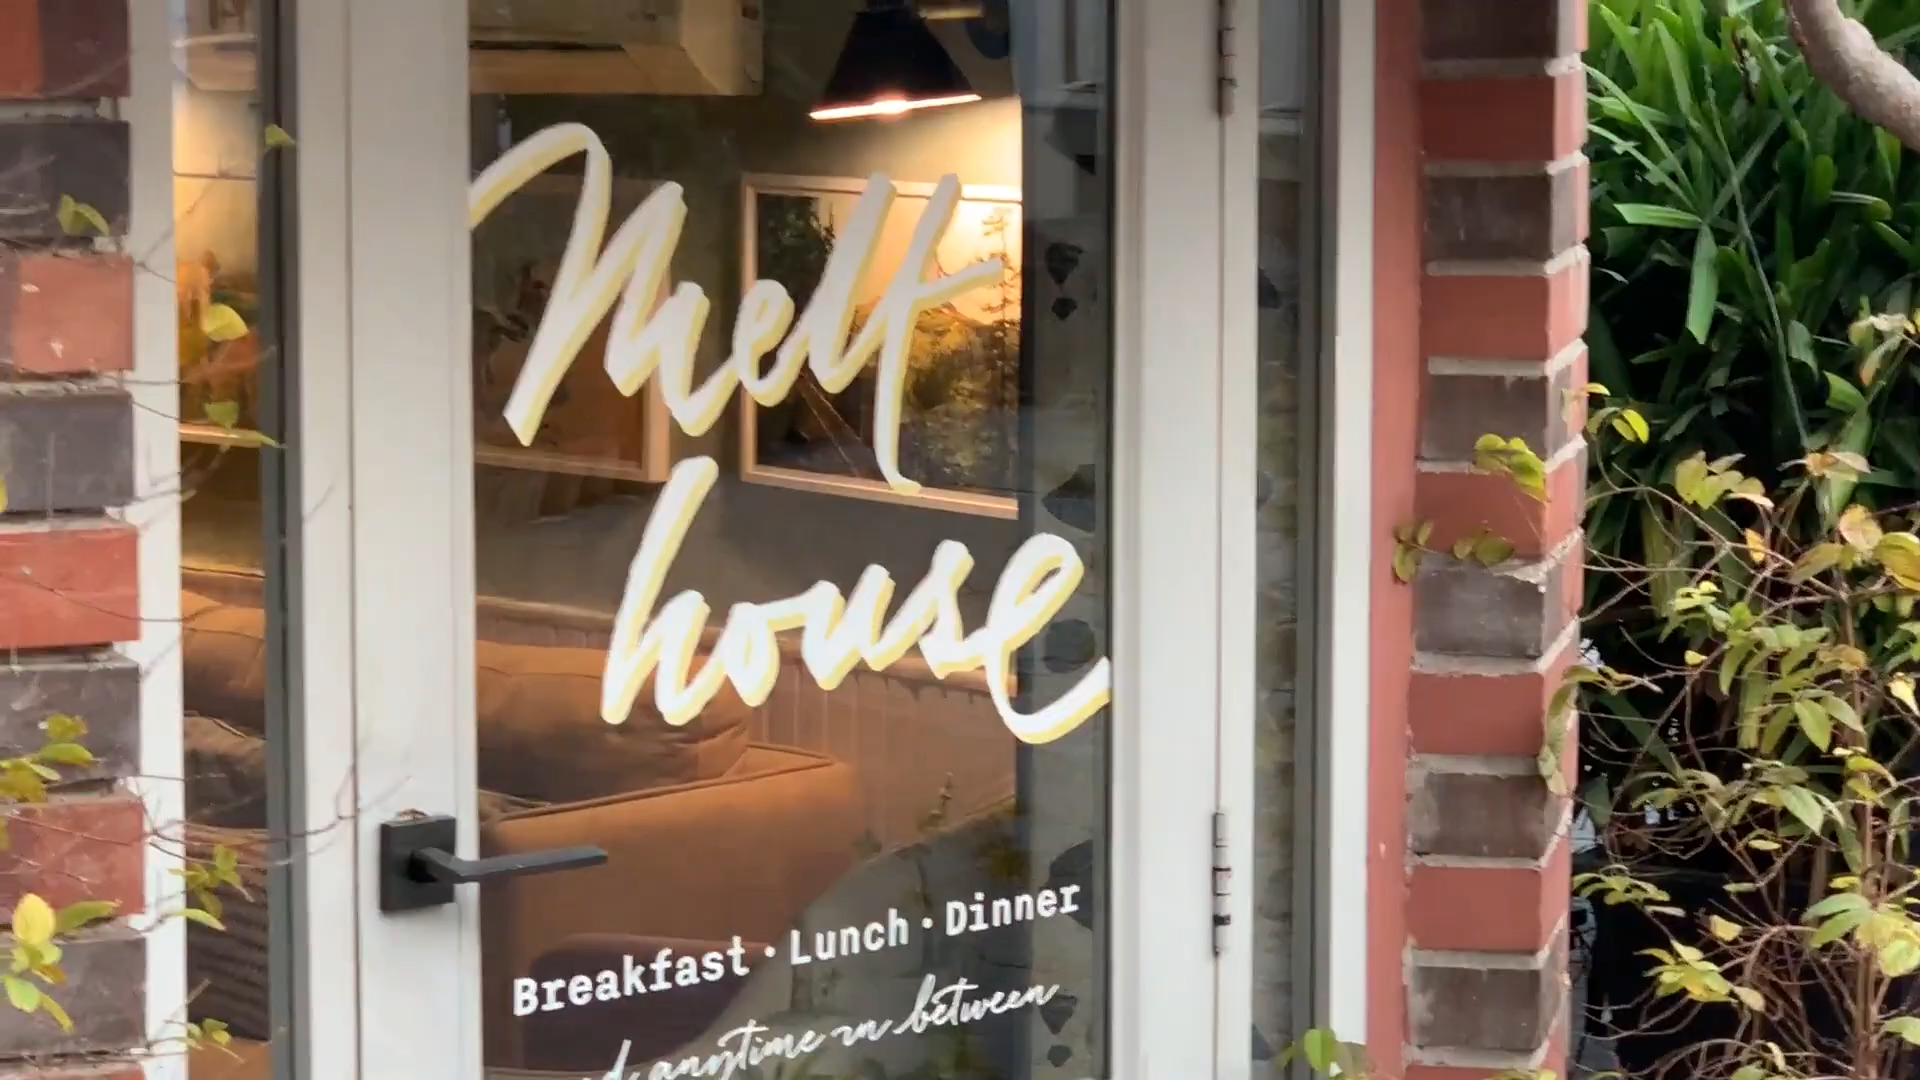 Melt
house
Breakfast · Lunch · Dinner
anytime in between